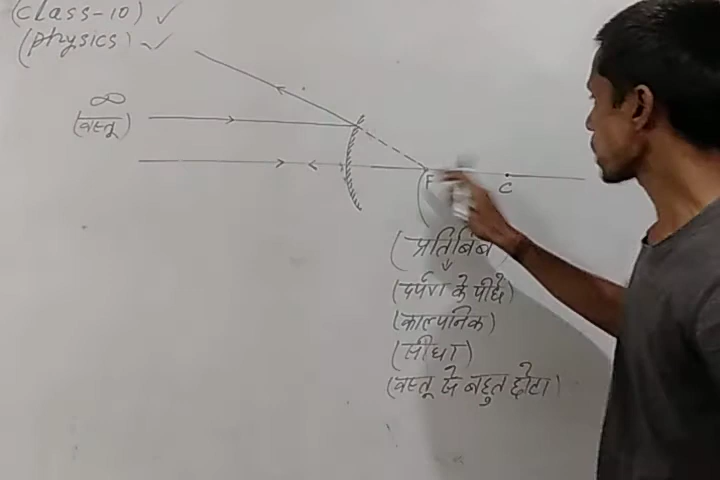 (Class-10) ✓
(Physics) ✓
∞
(वस्तू)
F
C
(प्रतिबिंब)
(दर्पण के पीछे)
(काल्पनिक)
(सीधा)
(वस्तू से बहुत छोटा)